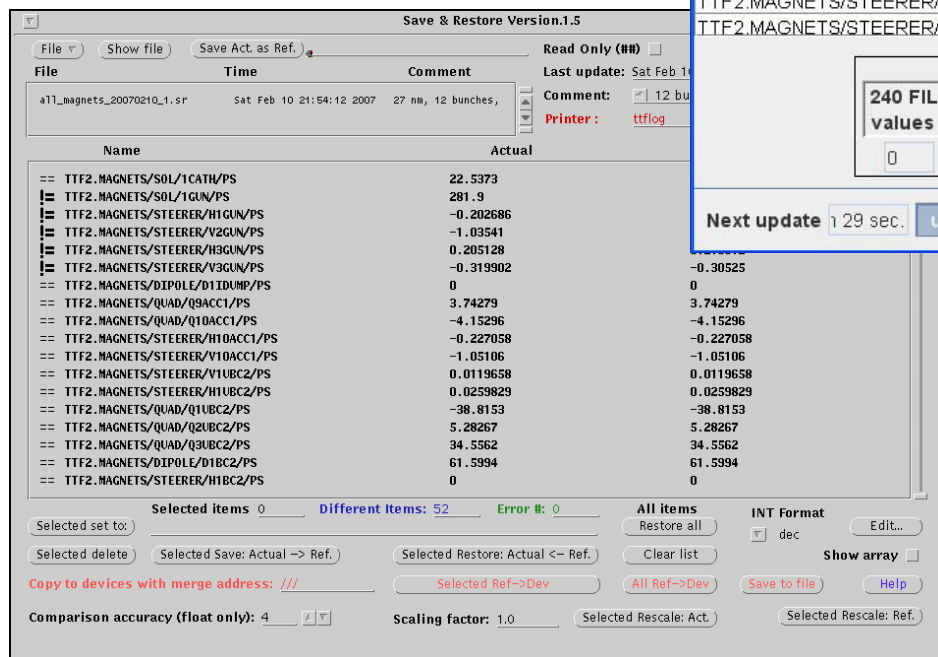 Save & Restore Version.1.5
File Show file Save Act. as Ref. Read Only (##)
File Time Comment Last update: Sat Feb
all_magnets_20070210_1.sr Sat Feb 10 21:54:12 2007 27 nm, 12 bunches, Comment: 12 bu
Printer: ttflog
TTF2.MAGNETS/STEERER/
240 FIL
values
0
Next update 29 sec.
Name Actual
== TTF2.MAGNETS/SOL/1CATH/PS 22.5373
!= TTF2.MAGNETS/SOL/1GUN/PS 281.9
!= TTF2.MAGNETS/STEERER/H1GUN/PS -0.202686
!= TTF2.MAGNETS/STEERER/V2GUN/PS -1.03541
!= TTF2.MAGNETS/STEERER/H3GUN/PS 0.205128
!= TTF2.MAGNETS/STEERER/V3GUN/PS -0.319902 -0.30525
== TTF2.MAGNETS/DIPOLE/D1IDUMP/PS 0 0
== TTF2.MAGNETS/QUAD/Q9ACC1/PS 3.74279 3.74279
== TTF2.MAGNETS/QUAD/Q10ACC1/PS -4.15296 -4.15296
== TTF2.MAGNETS/STEERER/H10ACC1/PS -0.227058 -0.227058
== TTF2.MAGNETS/STEERER/V10ACC1/PS -1.05106 -1.05106
== TTF2.MAGNETS/STEERER/V1UBC2/PS 0.0119658 0.0119658
== TTF2.MAGNETS/STEERER/H1UBC2/PS 0.0259829 0.0259829
== TTF2.MAGNETS/QUAD/Q1UBC2/PS -38.8153 -38.8153
== TTF2.MAGNETS/QUAD/Q2UBC2/PS 5.28267 5.28267
== TTF2.MAGNETS/QUAD/Q3UBC2/PS 34.5562 34.5562
== TTF2.MAGNETS/DIPOLE/D1BC2/PS 61.5994 61.5994
== TTF2.MAGNETS/STEERER/H1BC2/PS 0 0
Selected items 0 Different Items: 52 Error #: 0 All items INT Format
Selected set to: Restore all dec Edit...
Selected delete Selected Save: Actual -> Ref. Selected Restore: Actual <- Ref. Clear list Show array
Copy to devices with merge address: /// Selected Ref->Dev All Ref->Dev Save to file Help
Comparison accuracy (float only): 4 Scaling factor: 1.0 Selected Rescale: Act. Selected Rescale: Ref.